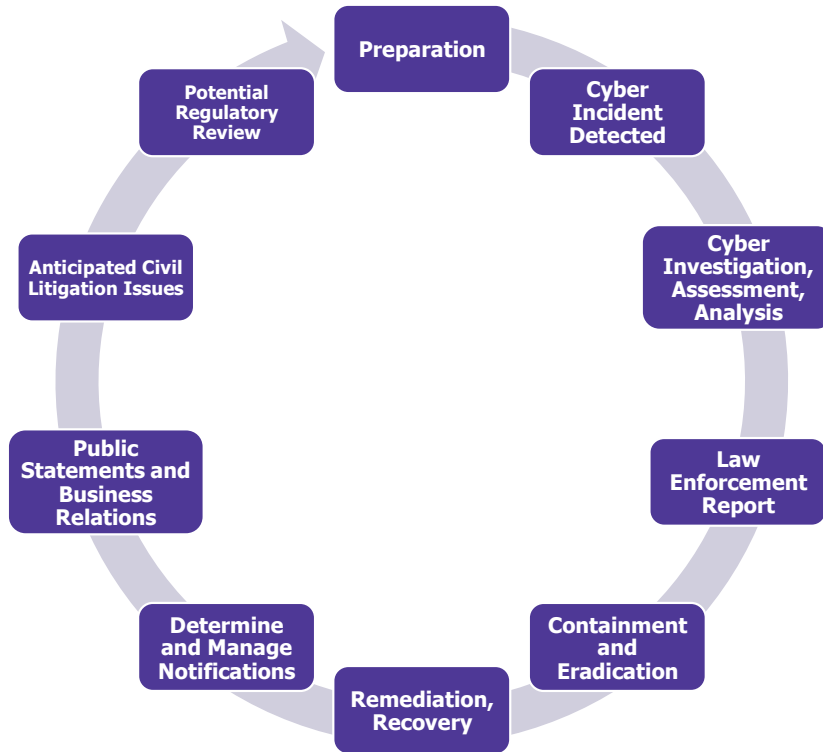 Preparation
Cyber
Incident
Detected
Cyber
Investigation,
Assessment,
Analysis
Law
Enforcement
Report
Containment
and
Eradication
Remediation,
Recovery
Determine
and Manage
Notifications
Public
Statements and
Business
Relations
Anticipated Civil
Litigation Issues
Potential
Regulatory
Review